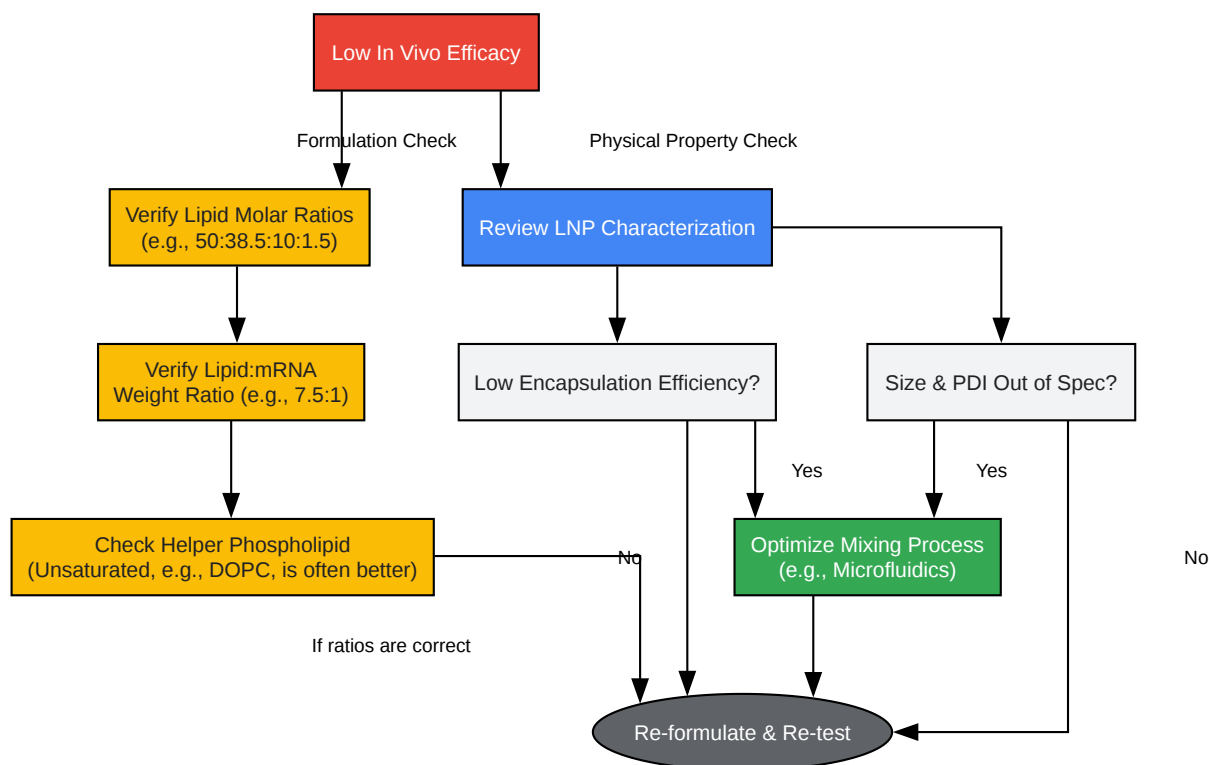 Low In Vivo Efficacy
Formulation Check
Physical Property Check
Verify Lipid Molar Ratios
(e.g., 50:38.5:10:1.5)
Review LNP Characterization
Verify Lipid:mRNA
Weight Ratio (e.g., 7.5:1)
Low Encapsulation Efficiency?
Size & PDI Out of Spec?
Yes
Yes
Check Helper Phospholipid
(Unsaturated, e.g., DOPC, is often better)
No
Optimize Mixing Process
(e.g., Microfluidics)
No
If ratios are correct
Re-formulate & Re-test